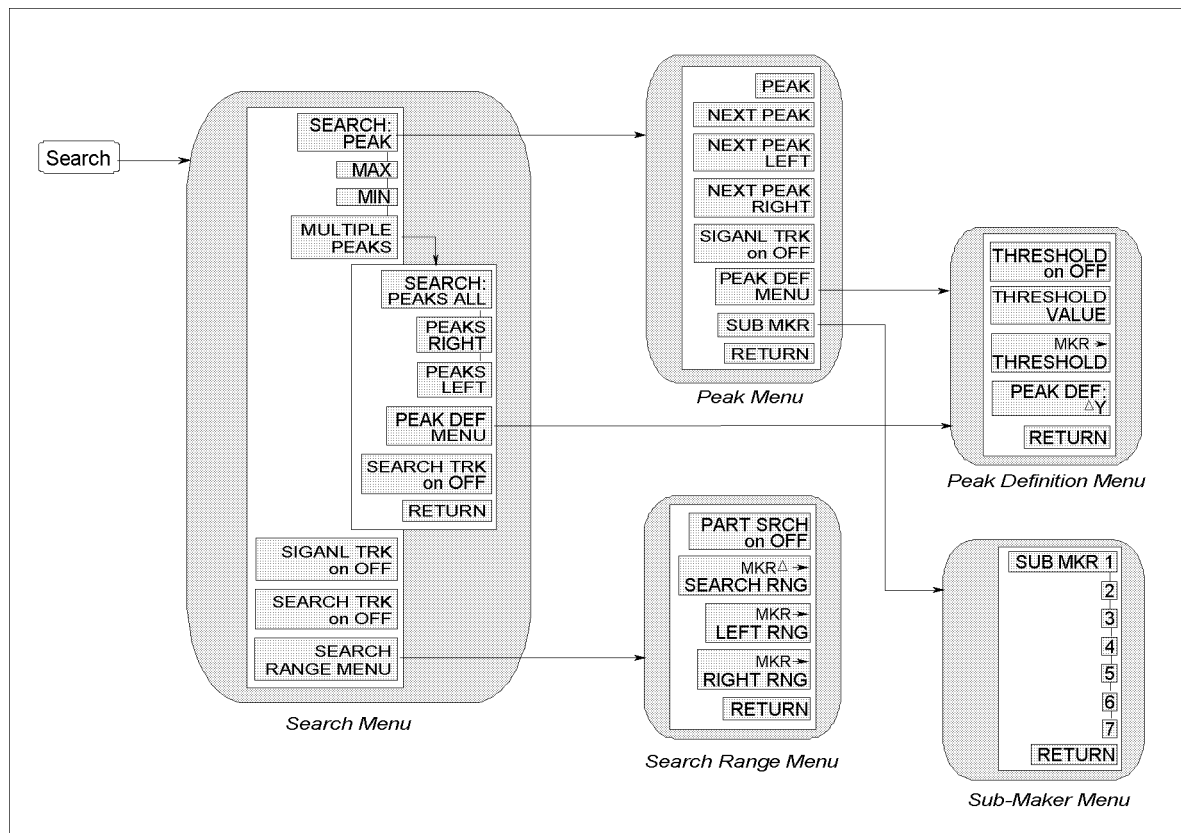 Search
SEARCH:
PEAK
MAX
MIN
MULTIPLE
PEAKS
SEARCH:
PEAKS ALL
PEAKS
RIGHT
PEAKS
LEFT
PEAK DEF
MENU
SEARCH TRK
on OFF
RETURN
SIGANL TRK
on OFF
SEARCH TRK
on OFF
SEARCH
RANGE MENU
Search Menu
PEAK
NEXT PEAK
NEXT PEAK
LEFT
NEXT PEAK
RIGHT
SIGANL TRK
on OFF
PEAK DEF
MENU
SUB MKR
RETURN
Peak Menu
PART SRCH
on OFF
MKR△→
SEARCH RNG
MKR→
LEFT RNG
MKR→
RIGHT RNG
RETURN
Search Range Menu
THRESHOLD
on OFF
THRESHOLD
VALUE
MKR→
THRESHOLD
PEAK DEF:
△Y
RETURN
Peak Definition Menu
SUB MKR 1
2
3
4
5
6
7
RETURN
Sub-Maker Menu